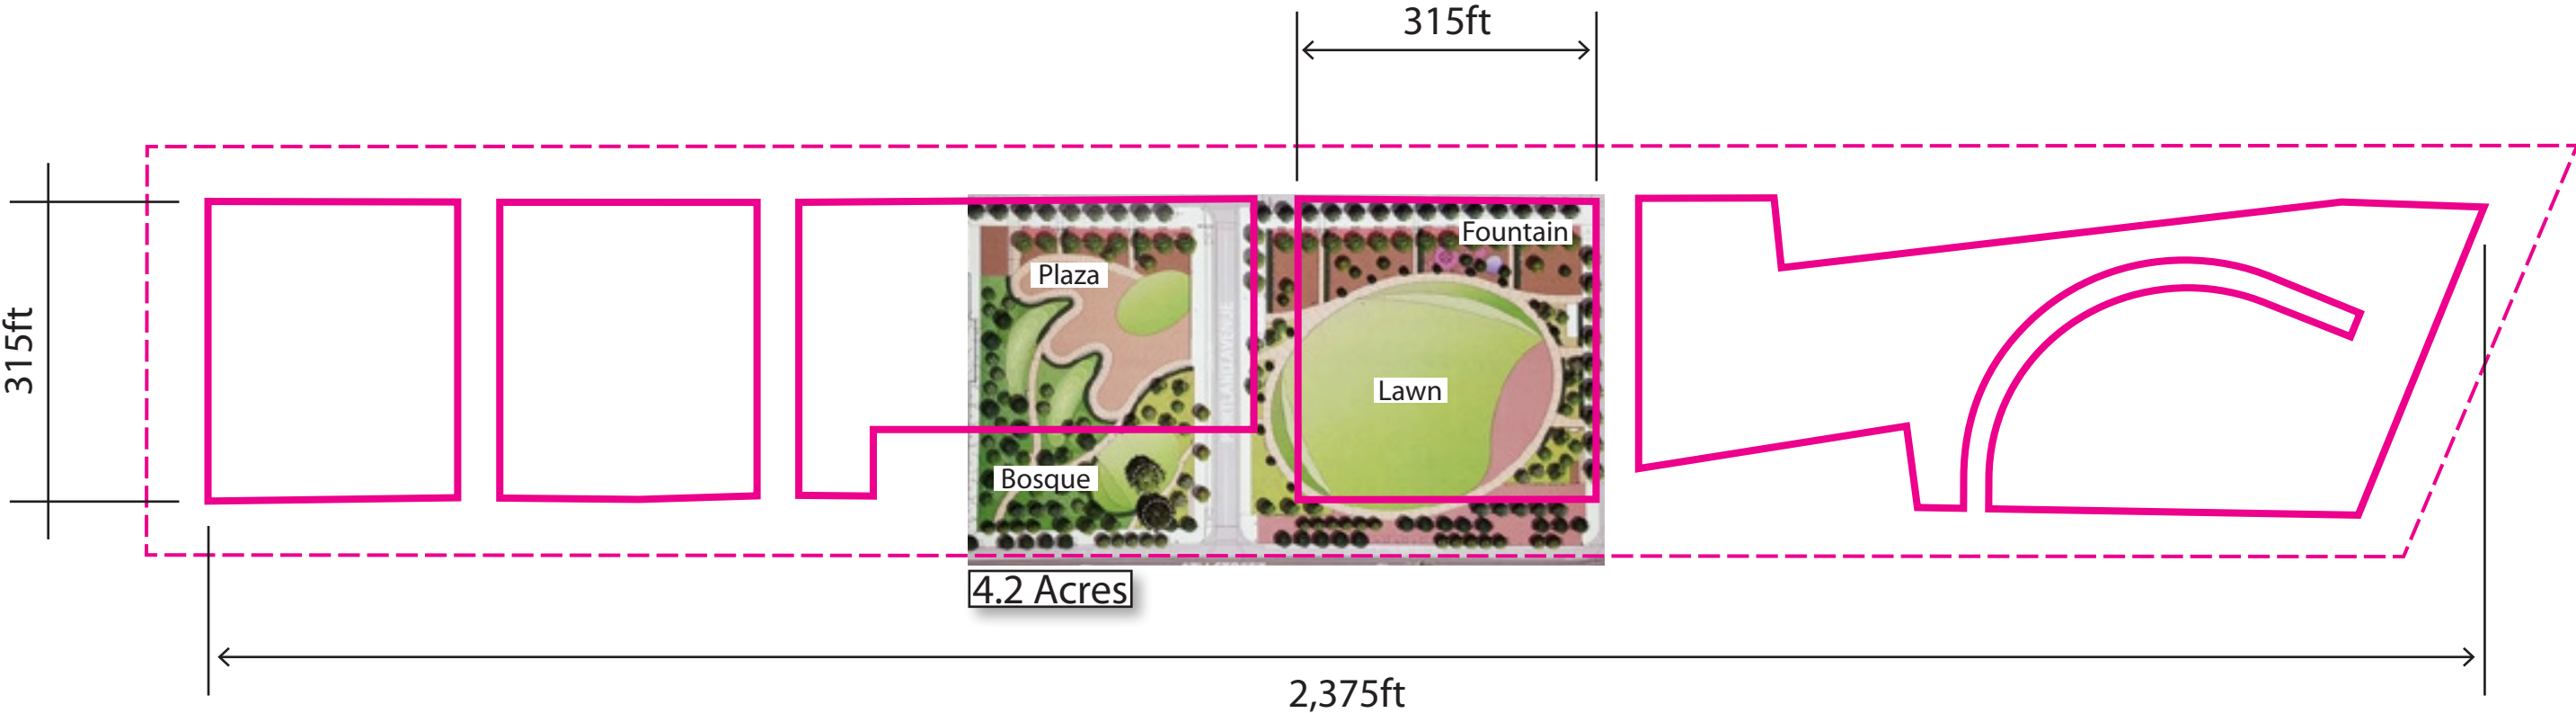 315ft
315ft
Fountain
Plaza
Lawn
Bosque
4.2 Acres
2,375ft